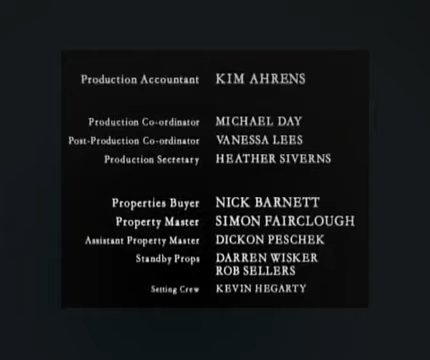 Production Accountant KIM AHRENS
Production Co-ordinator MICHAEL DAY
Post-Production Co-ordinator VANESSA LEES
Production Secretary HEATHER SIVERNS
Properties Buyer NICK BARNETT
Property Master SIMON FAIRCLOUGH
Assistant Property Master DICKON PESCHEK
Standby Props DARREN WISKER
ROB SELLERS
Setting Crew KEVIN HEGARTY